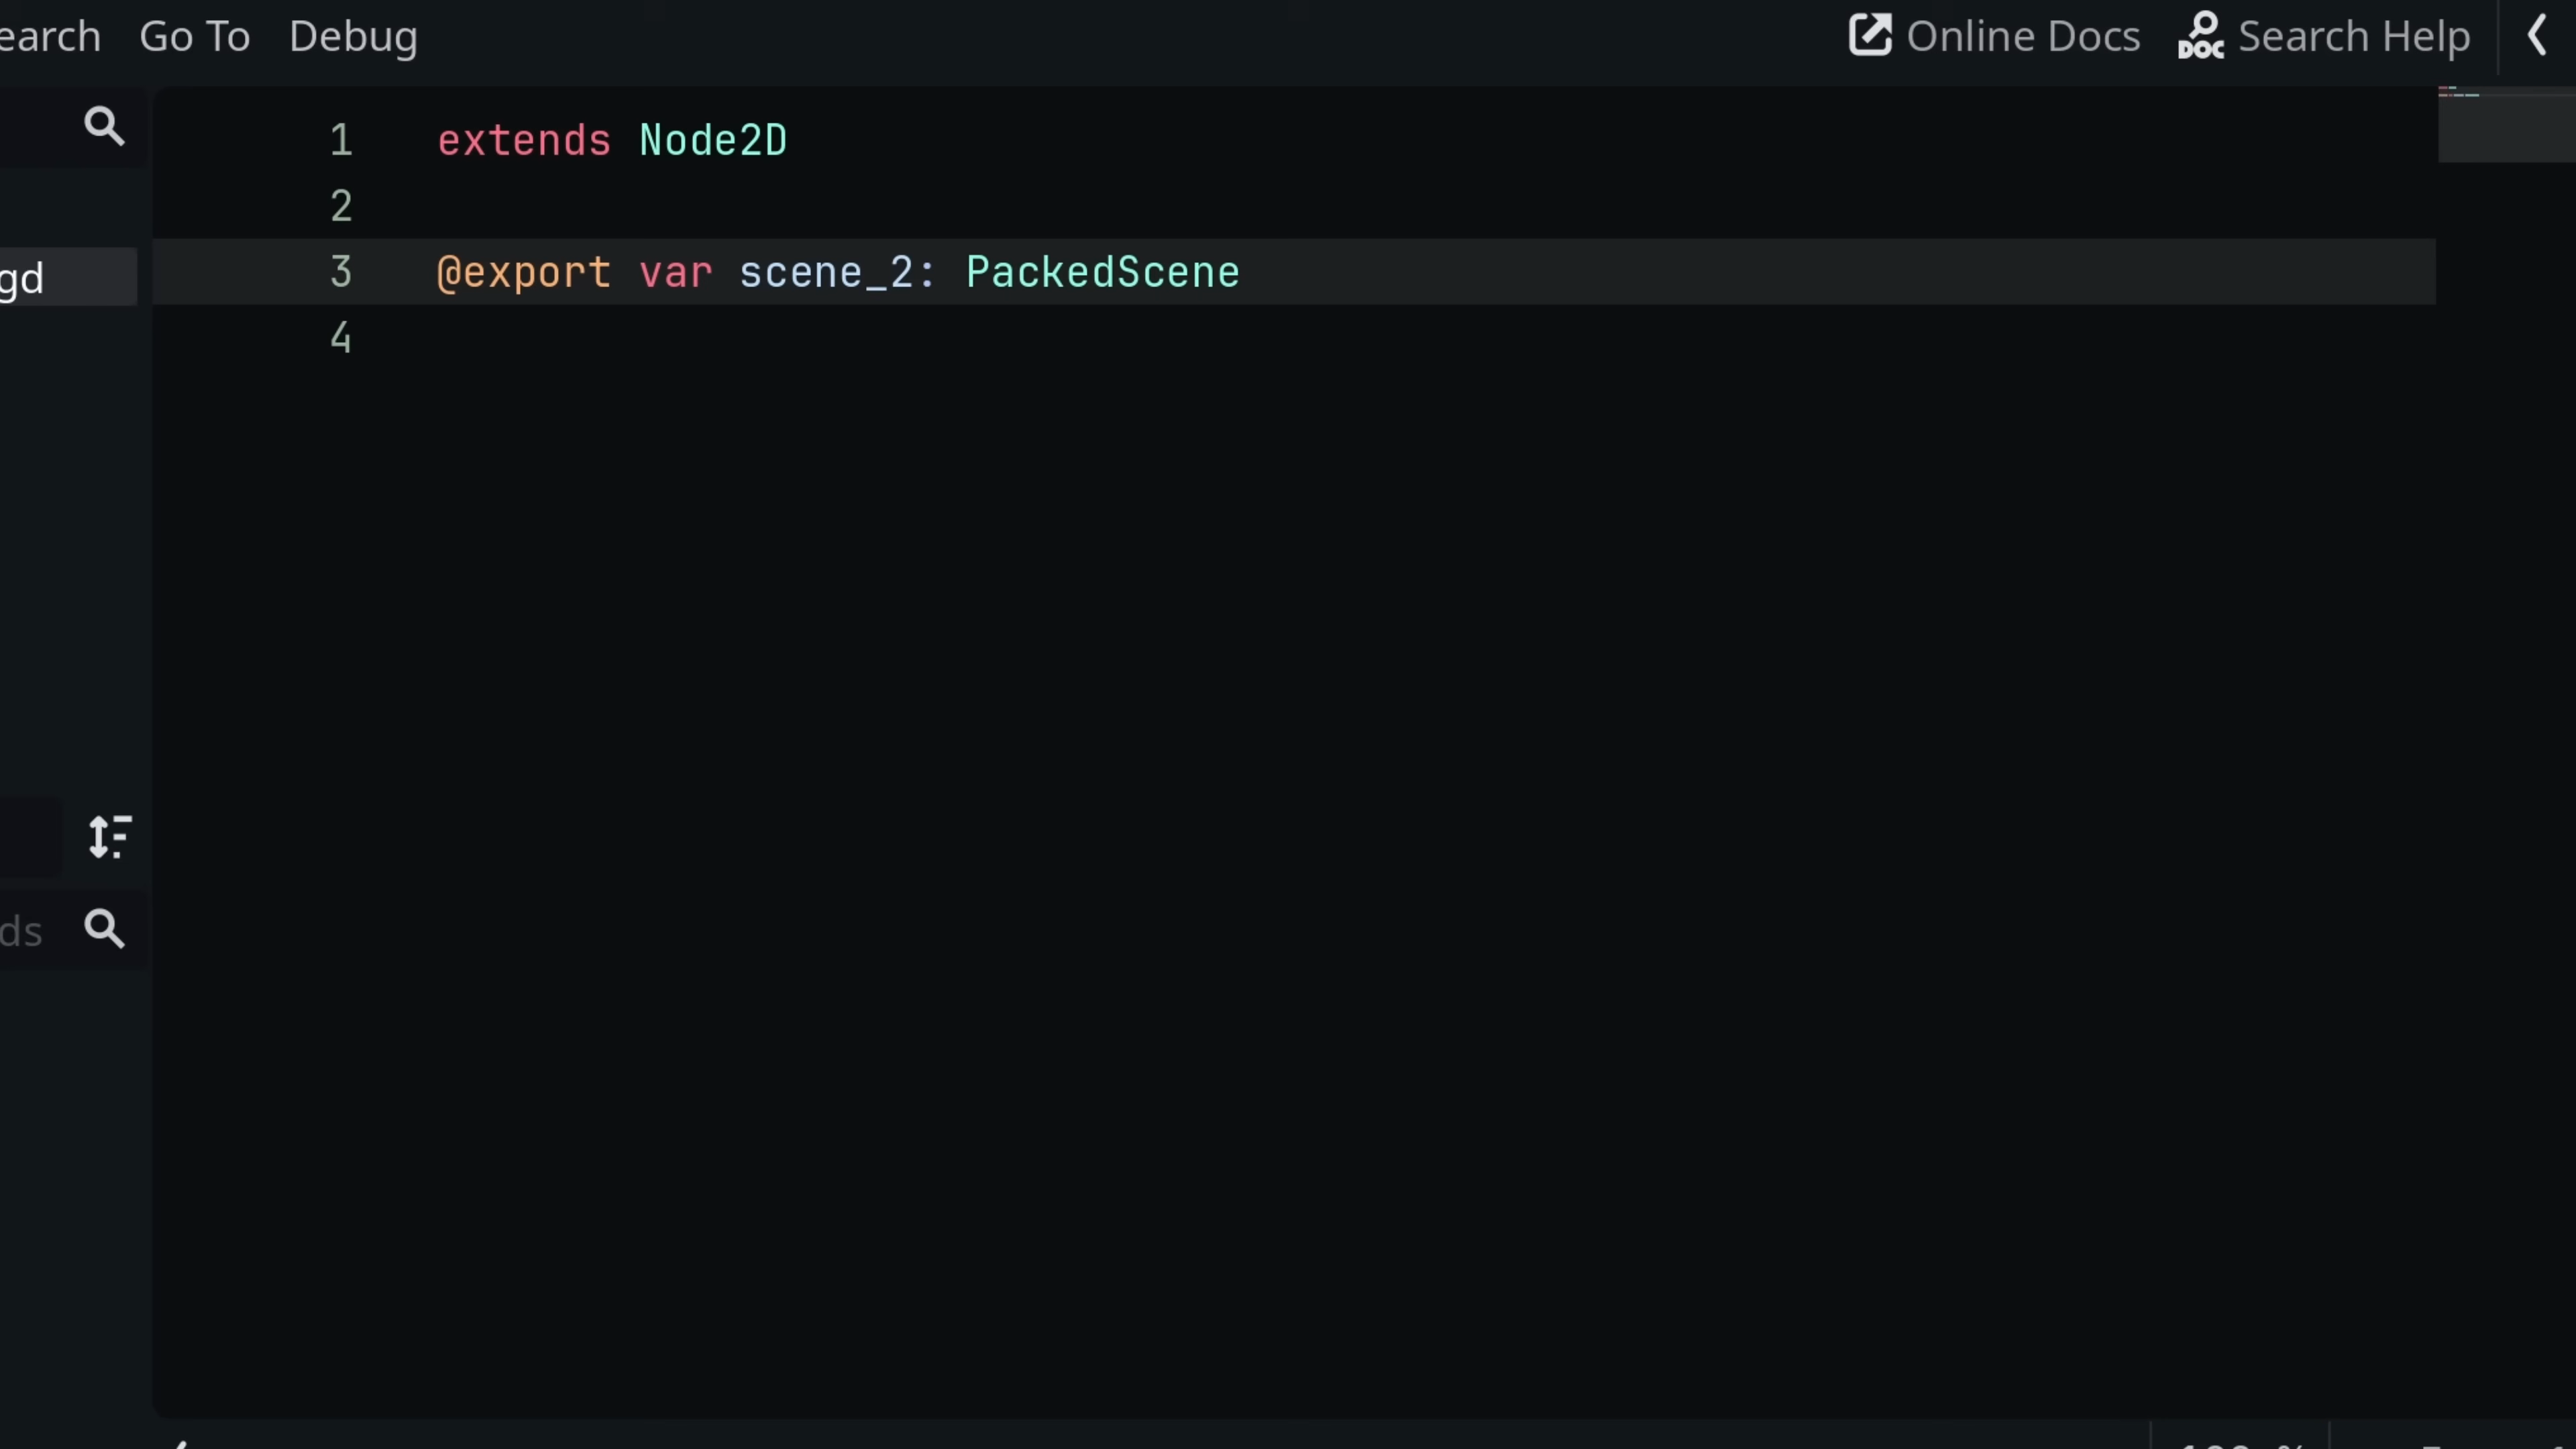 earch Go To Debug Online Docs Search Help
DOC
1 extends Node2D
2
gd
3 @export var scene_2: PackedScene
4
ds